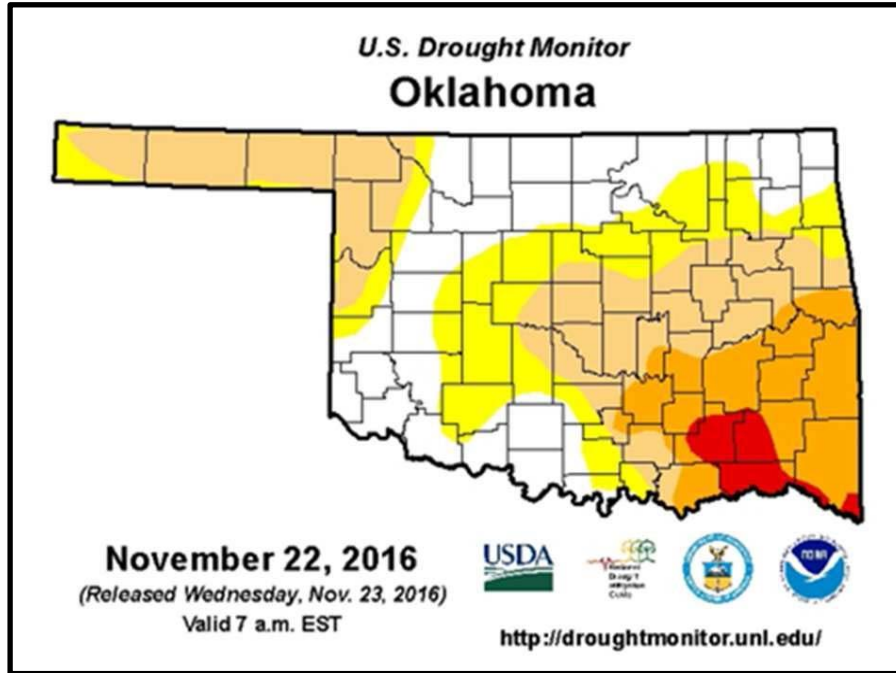 U.S. Drought Monitor
Oklahoma
November 22, 2016
(Released Wednesday, Nov. 23, 2016)
Valid 7 a.m. EST
USDA
NOAA
http://droughtmonitor.unl.edu/